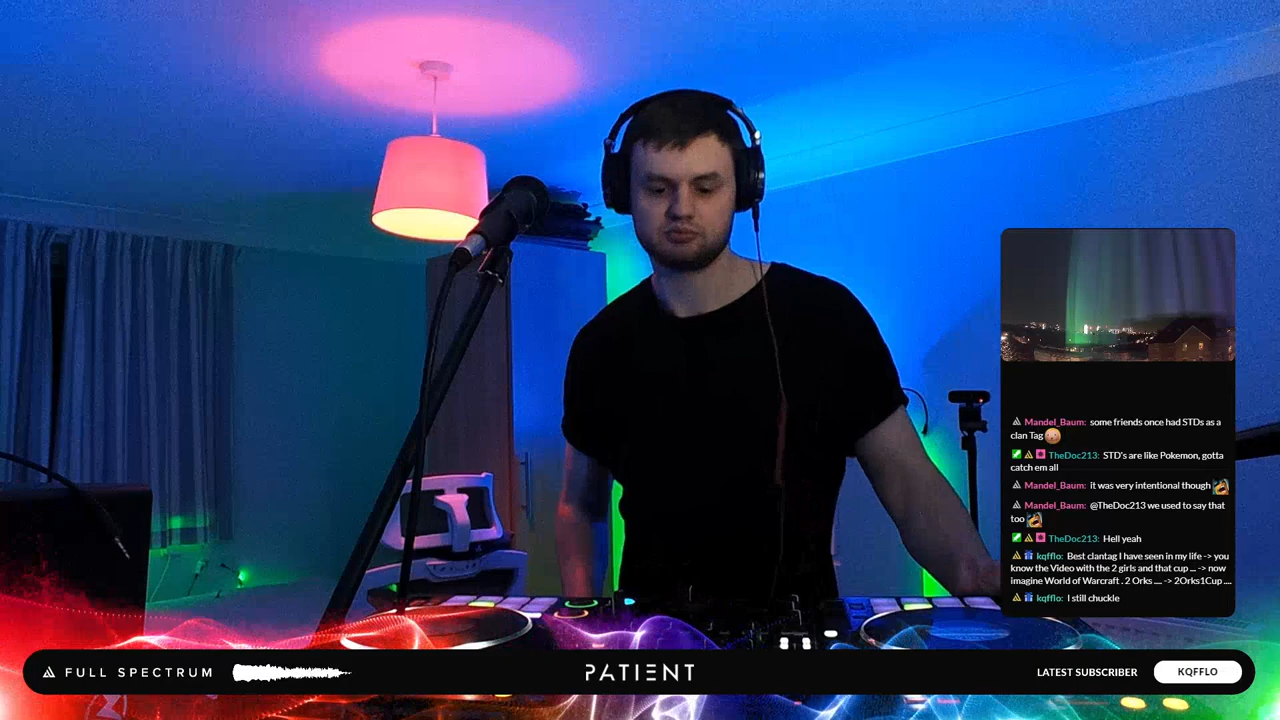 Mandel_Baum: some friends once had STDs as a
clan Tag
TheDoc213: STD's are like Pokemon, gotta
catch em all
Mandel_Baum: it was very intentional though
Mandel_Baum: @TheDoc213 we used to say that
too
TheDoc213: Hell yeah
kqfflo: Best clantag I have seen in my life -> you
know the Video with the 2 girls and that cup ... -> now
imagine World of Warcraft . 2 Orks .... -> 2Orks1Cup ....
kqfflo: I still chuckle
FULL SPECTRUM
PATIENT
LATEST SUBSCRIBER KQFFLO